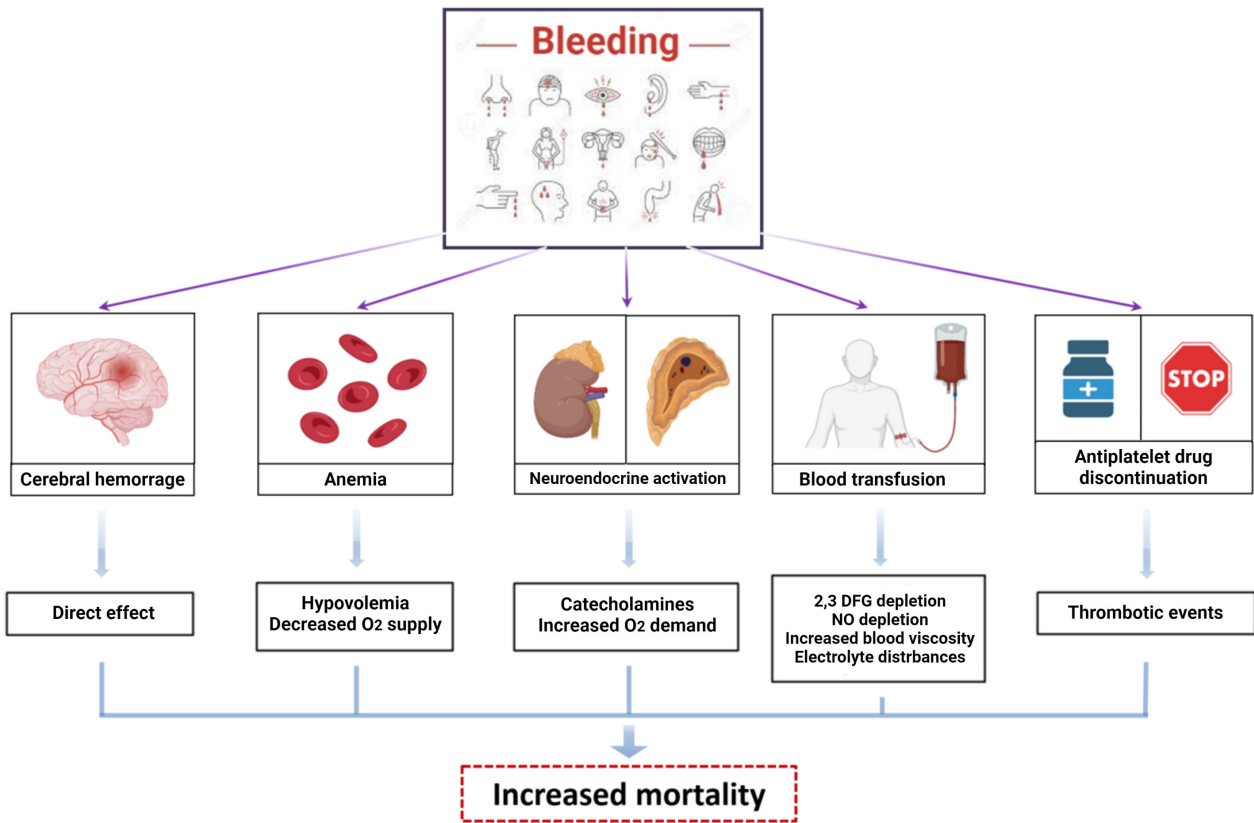 Bleeding
STOP
Cerebral hemorrage
Anemia
Neuroendocrine activation
Blood transfusion
Antiplatelet drug
discontinuation
Direct effect
Hypovolemia
Decreased O2 supply
Catecholamines
Increased O2 demand
2,3 DFG depletion
NO depletion
Increased blood viscosity
Electrolyte distrbances
Thrombotic events
Increased mortality